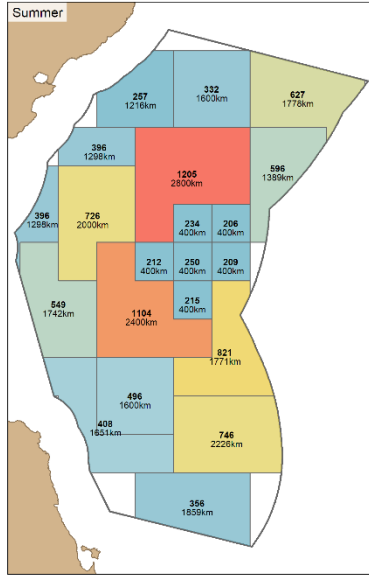 Summer
257
1216km
332
1600km
627
1778km
396
1298km
1205
2800km
596
1389km
396
1298km
726
2000km
234
400km
206
400km
212
400km
250
400km
209
400km
549
1742km
1104
2400km
215
400km
821
1771km
496
1600km
408
1651km
746
2226km
356
1859km